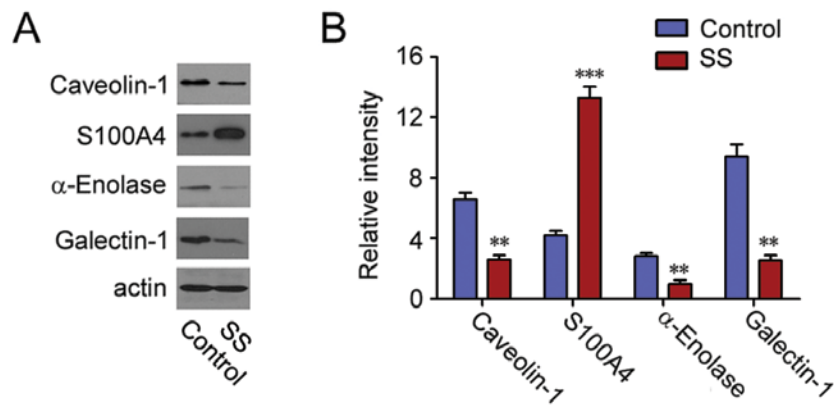 A
Caveolin-1
S100A4
α-Enolase
Galectin-1
actin
Control
SS
B
Control
SS
Relative intensity
16
12
8
4
0
**
***
**
**
Caveolin-1
S100A4
α-Enolase
Galectin-1